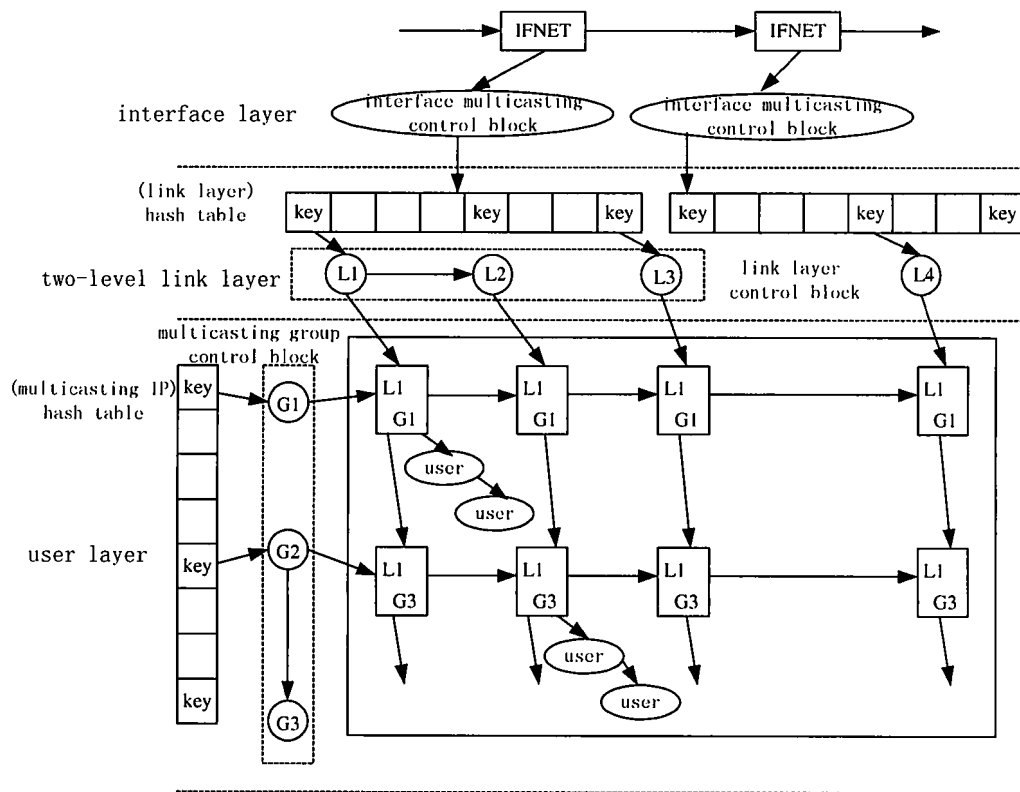 IFNET
IFNET
interface layer
interface multicasting
control block
interface multicasting
control block
(link layer)
hash table
key
key
key
key
key
key
two-level link layer
L1
L2
L3
link layer
control block
L4
multicasting group
control block
(multicasting IP)
hash table
key
G1
L1
G1
L1
G1
L1
G1
L1
G1
user
user
user layer
key
G2
L1
G3
L1
G3
L1
G3
L1
G3
user
user
key
G3